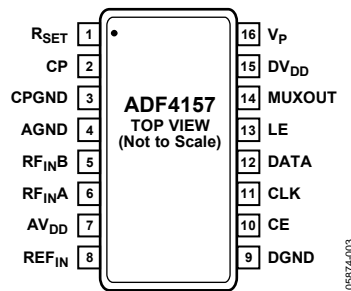 RSET 1
CP 2
CPGND 3
AGND 4
RFINB 5
RFINA 6
AVDD 7
REFIN 8
ADF4157
TOP VIEW
(Not to Scale)
16 VP
15 DVDD
14 MUXOUT
13 LE
12 DATA
11 CLK
10 CE
9 DGND
05874-003